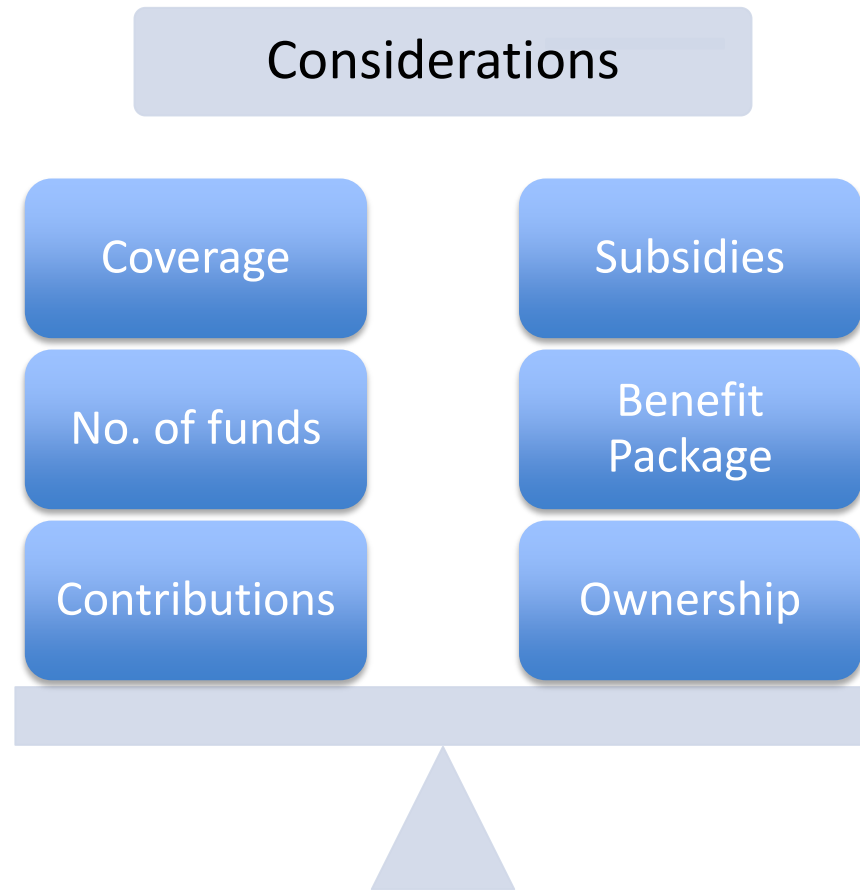 Considerations
Coverage
Subsidies
No. of funds
Benefit
Package
Contributions
Ownership